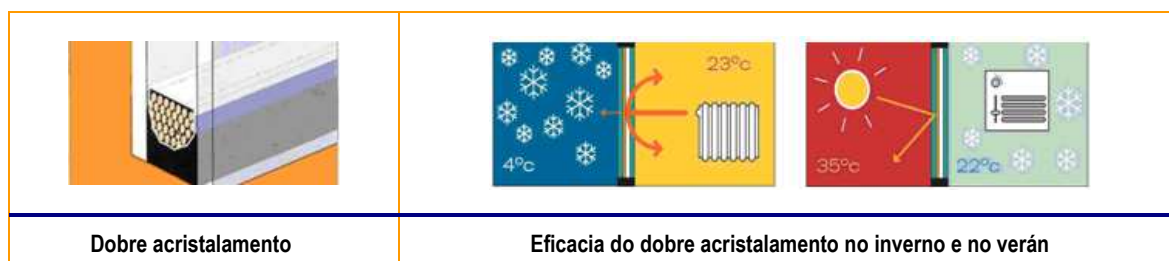 23ºc
4ºc
35ºc
22ºc
Dobre acristalamento
Eficacia do dobre acristalamento no inverno e no verán